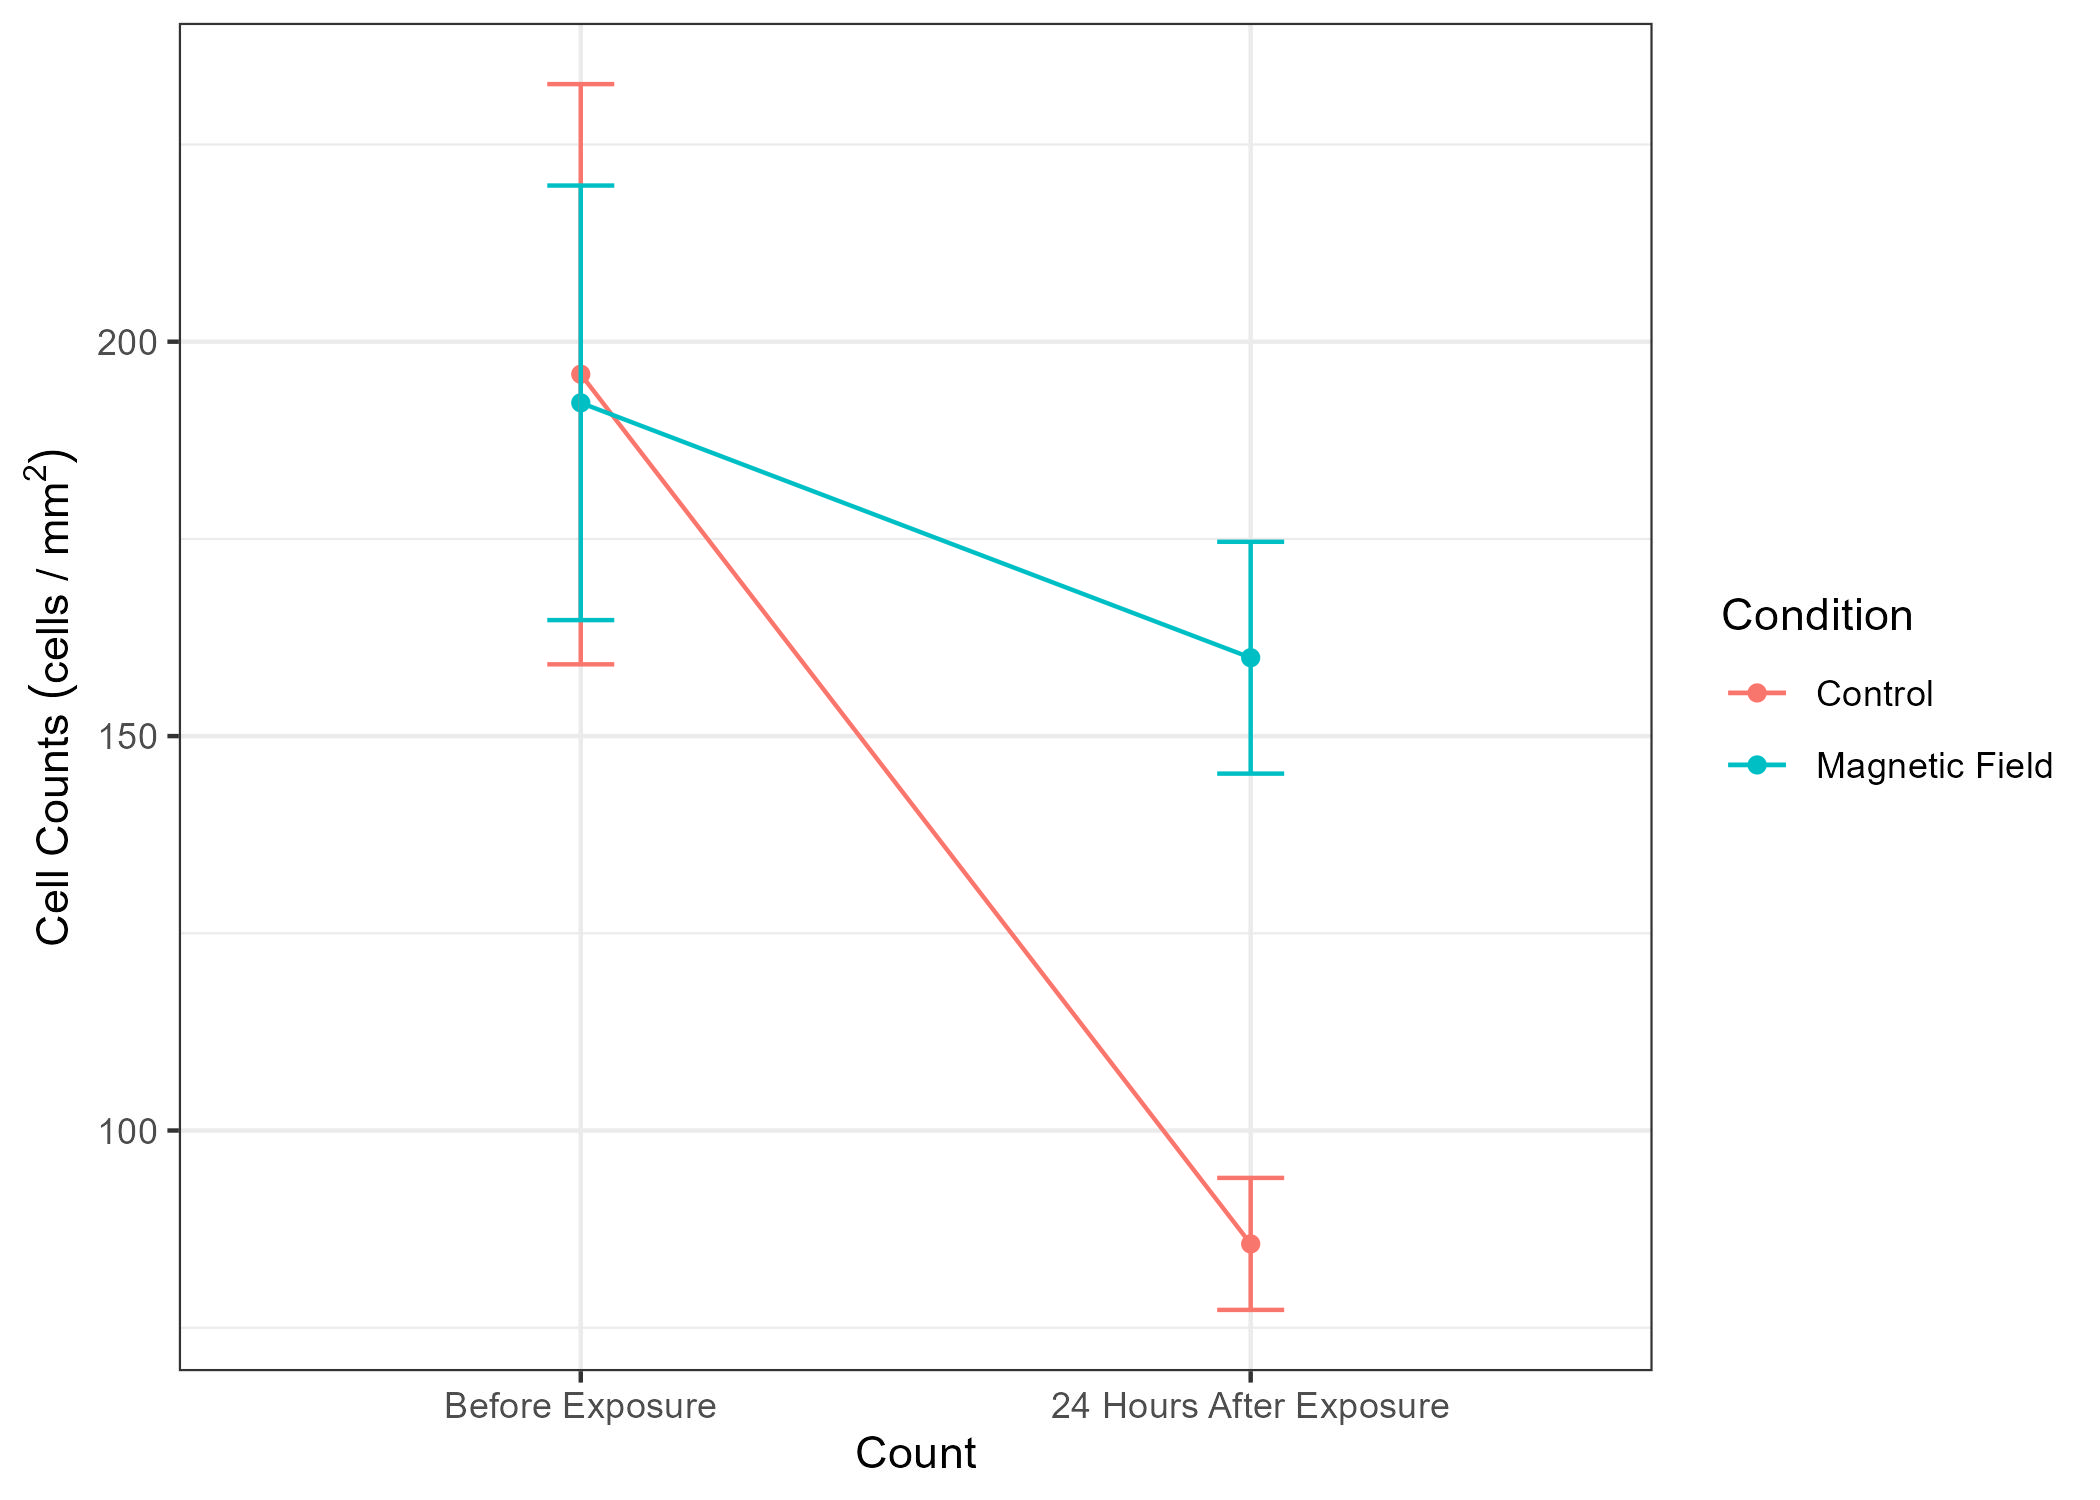 Cell Counts (cells / mm²)
200
150
100
Before Exposure
24 Hours After Exposure
Count
Condition
Control
Magnetic Field